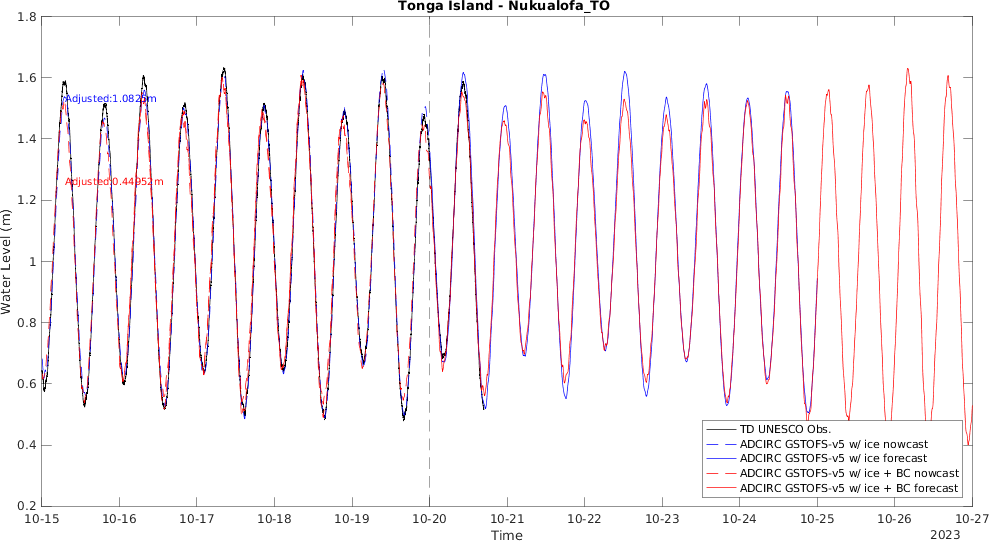 Tonga Island - Nukualofa_TO
1.8
1.6
1.4
1.2
1
0.8
0.6
0.4
0.2
Water Level (m)
Adjusted:0.44952m
TD UNESCO Obs.
ADCIRC GSTOFS-v5 w/ ice nowcast
ADCIRC GSTOFS-v5 w/ ice forecast
ADCIRC GSTOFS-v5 w/ ice + BC nowcast
ADCIRC GSTOFS-v5 w/ ice + BC forecast
10-15 10-16 10-17 10-18 10-19 10-20 10-21 10-22 10-23 10-24 10-25 10-26 10-27
Time
2023